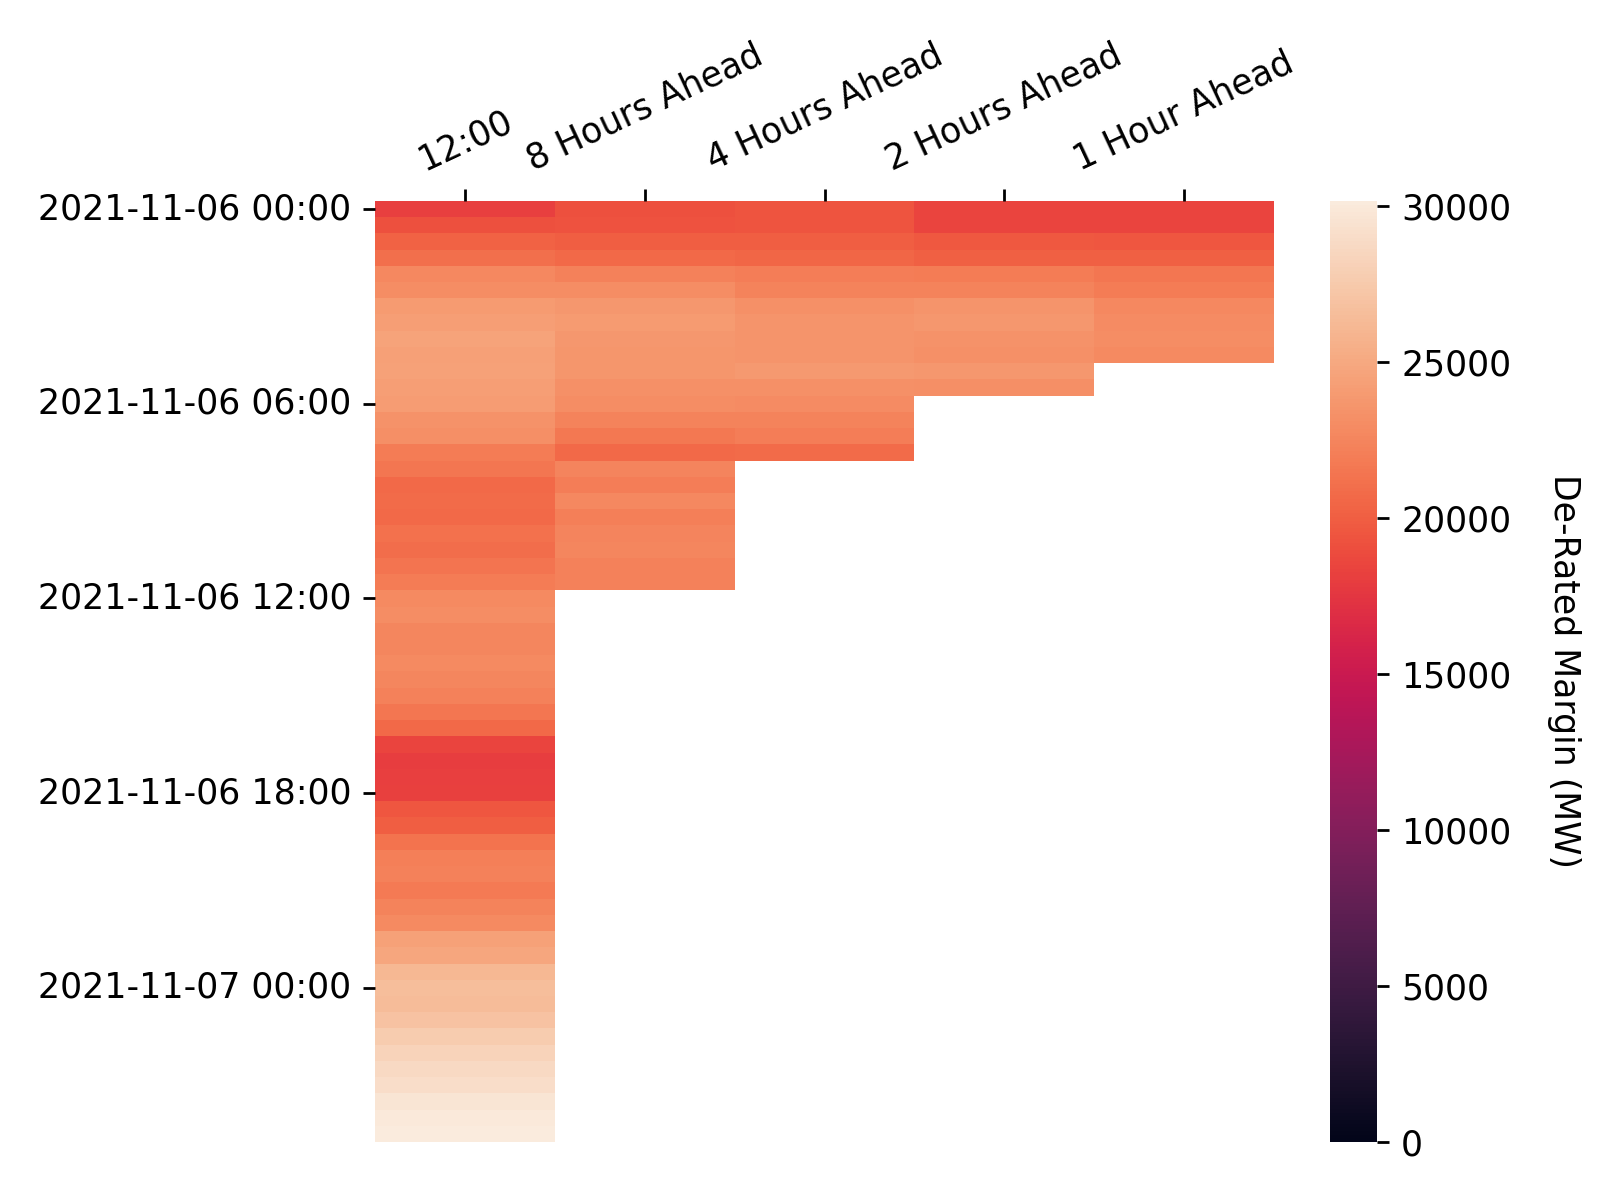 12:00
8 Hours Ahead
4 Hours Ahead
2 Hours Ahead
1 Hour Ahead
2021-11-06 00:00
2021-11-06 06:00
2021-11-06 12:00
2021-11-06 18:00
2021-11-07 00:00
30000
25000
20000
15000
10000
5000
0
De-Rated Margin (MW)